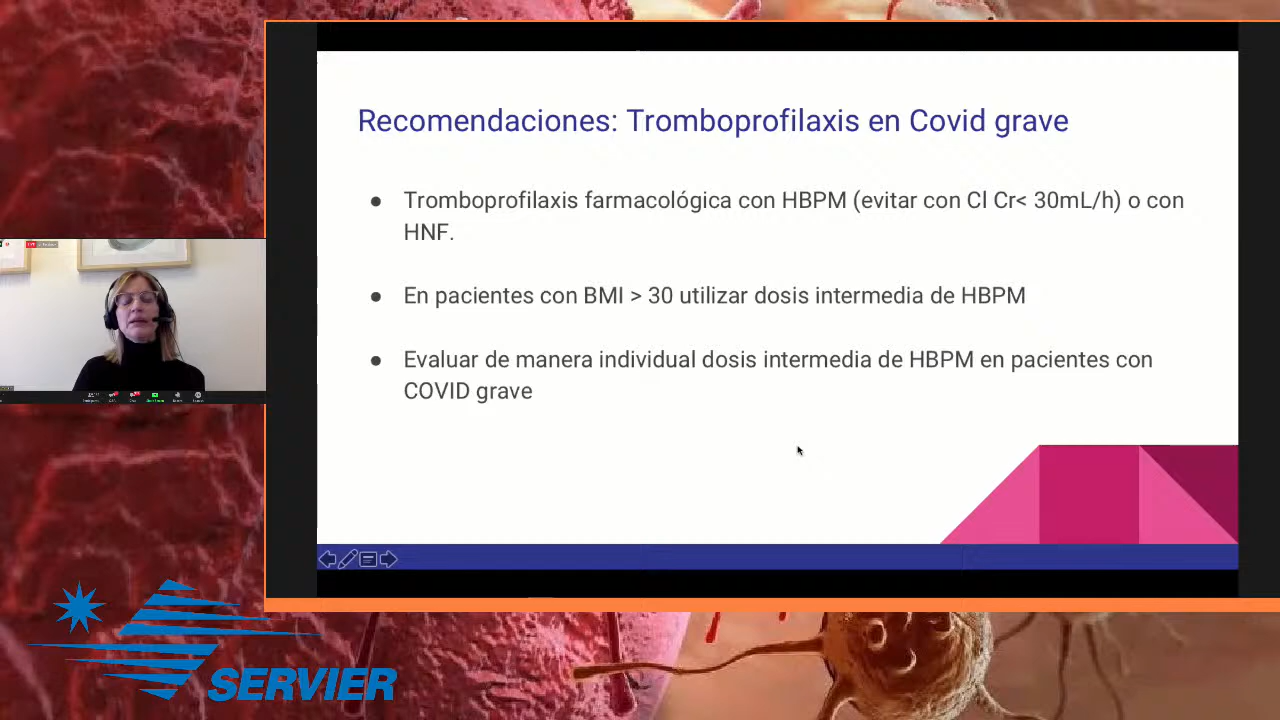 Recomendaciones: Tromboprofilaxis en Covid grave
● Tromboprofilaxis farmacológica con HBPM (evitar con Cl Cr< 30mL/h) o con
HNF.
● En pacientes con BMI > 30 utilizar dosis intermedia de HBPM
● Evaluar de manera individual dosis intermedia de HBPM en pacientes con
COVID grave
SERVIER